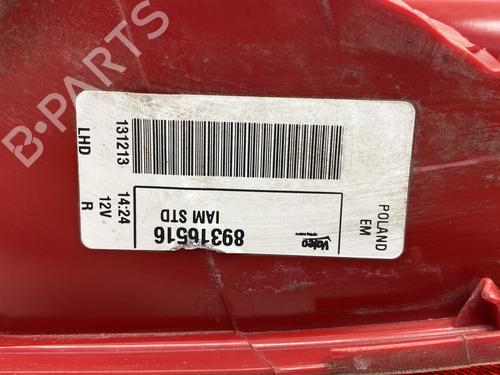 B-PARTS
131213
LHD
14:24
12V
R
Valeo
89316516
IAM STD
POLAND
EM